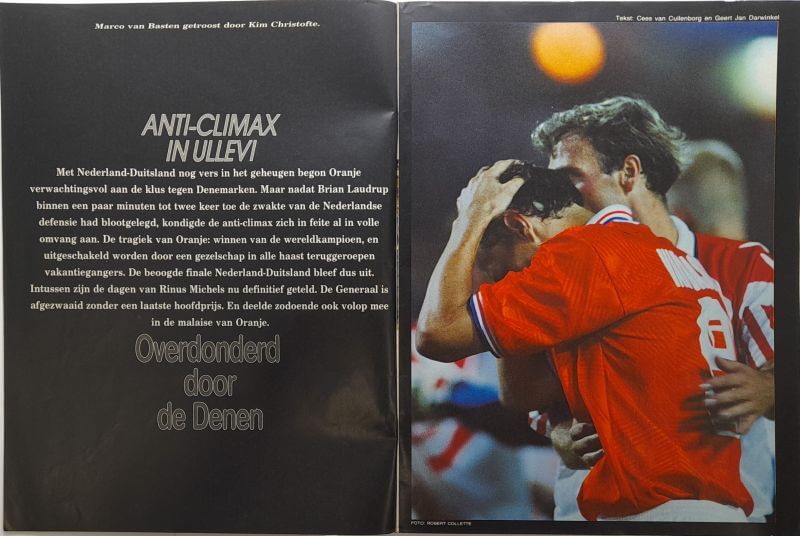 Marco van Basten getroost door Kim Christofte.
ANTI-CLIMAX
IN ULLEVI
Met Nederland-Duitsland nog vers in het geheugen begon Oranje
verwachtingsvol aan de klus tegen Denemarken. Maar nadat Brian Laudrup
binnen een paar minuten tot twee keer toe de zwakte van de Nederlandse
defensie had blootgelegd, kondigde de anti-climax zich in feite al in volle
omvang aan. De tragiek van Oranje: winnen van de wereldkampioen, en
uitgeschakeld worden door een gezelschap in alle haast teruggeroepen
vakantiegangers. De beoogde finale Nederland-Duitsland bleef dus uit.
Intussen zijn de dagen van Rinus Michels nu definitief geteld. De Generaal is
afgezwaaid zonder een laatste hoofdprijs. En deelde zodoende ook volop mee
in de malaise van Oranje.
Overdonderd
door
de Denen
Tekst: Cees van Cuilenborg en Geert Jan Darwinkel
FOTO: ROBERT COLLETTE